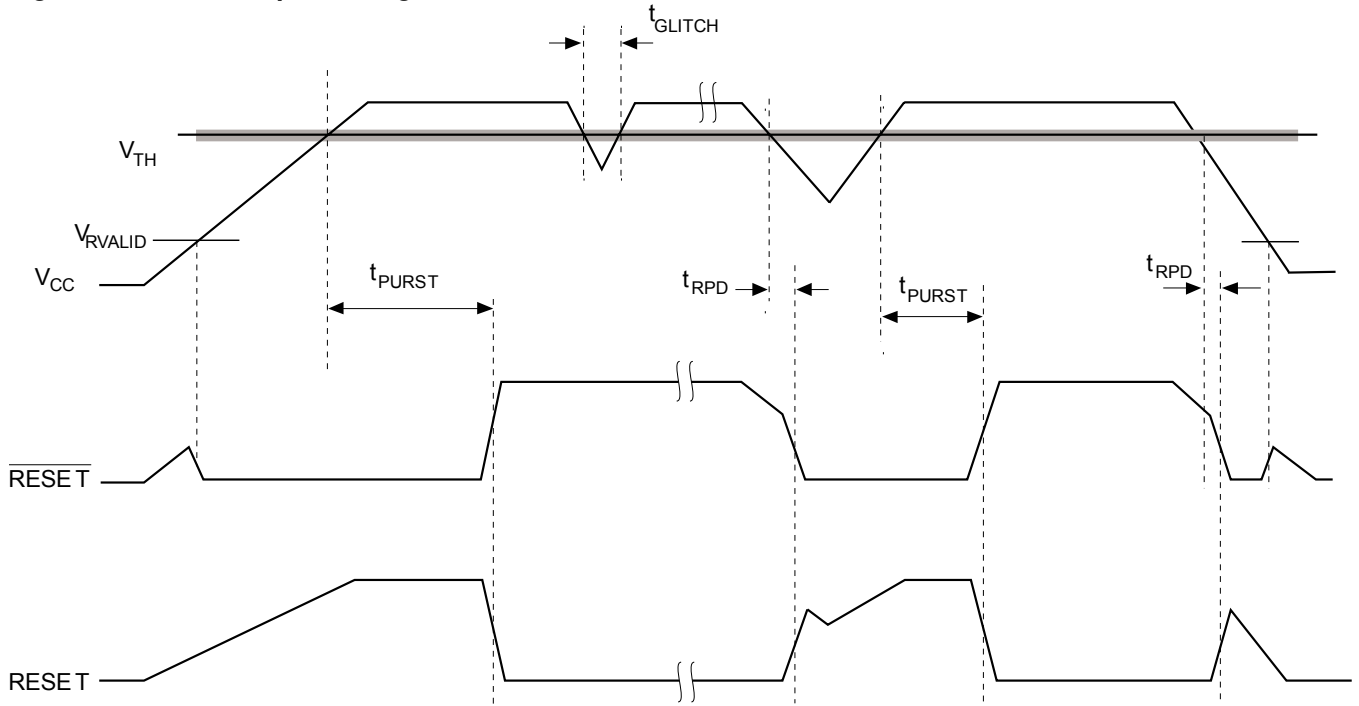 tGLITCH
VTH
VRVALID
VCC
tPURST
tRPD
tPURST
tRPD
RESET
RESET